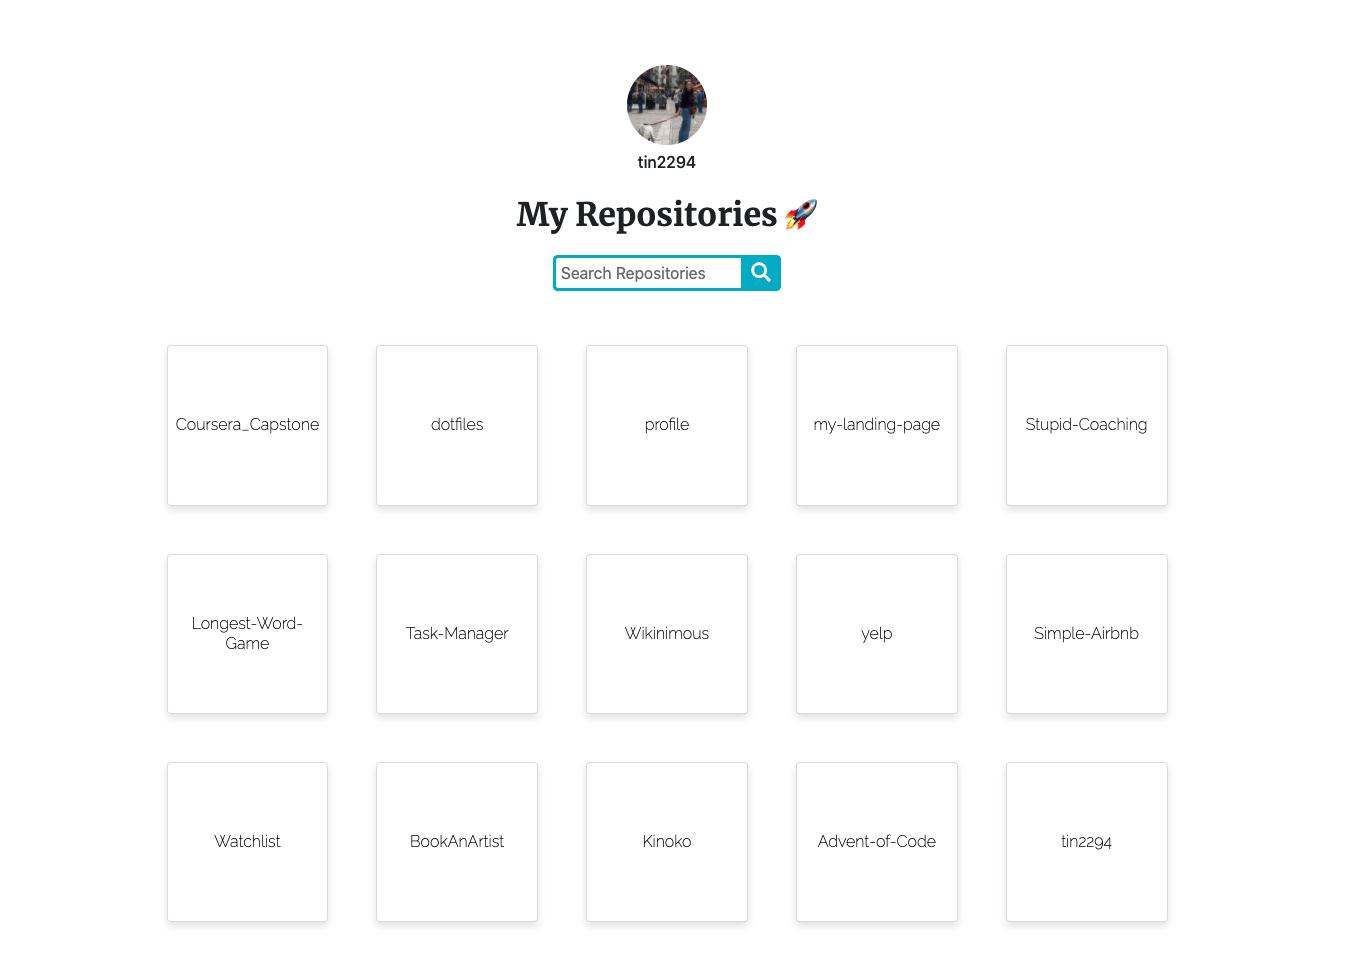 tin2294
My Repositories 🚀
Search Repositories
Coursera_Capstone
dotfiles
profile
my-landing-page
Stupid-Coaching
Longest-Word-
Game
Task-Manager
Wikinimous
yelp
Simple-Airbnb
Watchlist
BookAnArtist
Kinoko
Advent-of-Code
tin2294